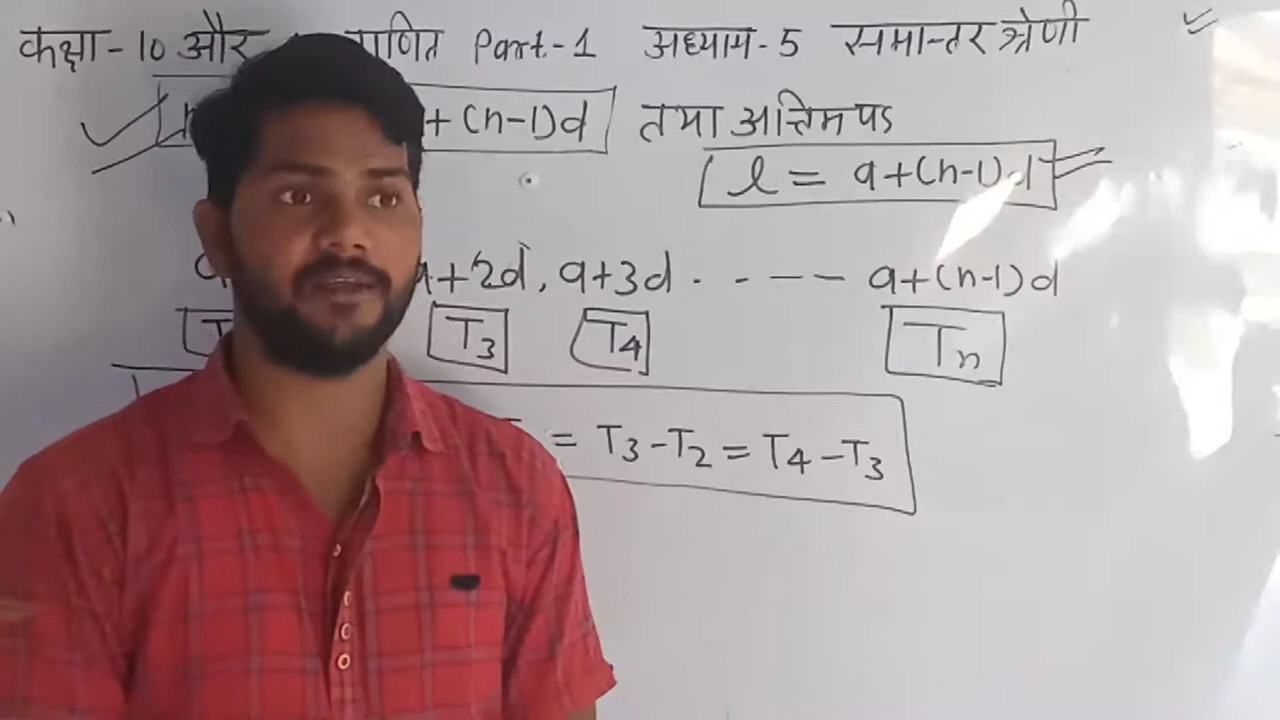 कक्षा-10 और गणित Part-1 अध्याय-5 समान्तर श्रेणी
+ (n-1)d तथा अन्तिम पद
l = a+(n-1)d
+2d, a+3d . - --- a+(n-1)d
T3 T4 Tn
= T3-T2 = T4-T3